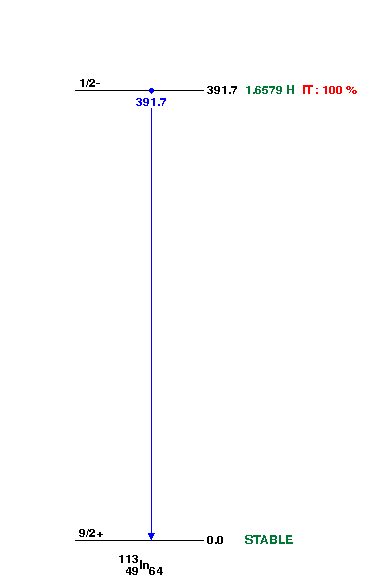 1/2- 391.7 1.6579 H IT : 100 %
391.7
9/2+ 0.0 STABLE
113
49In64